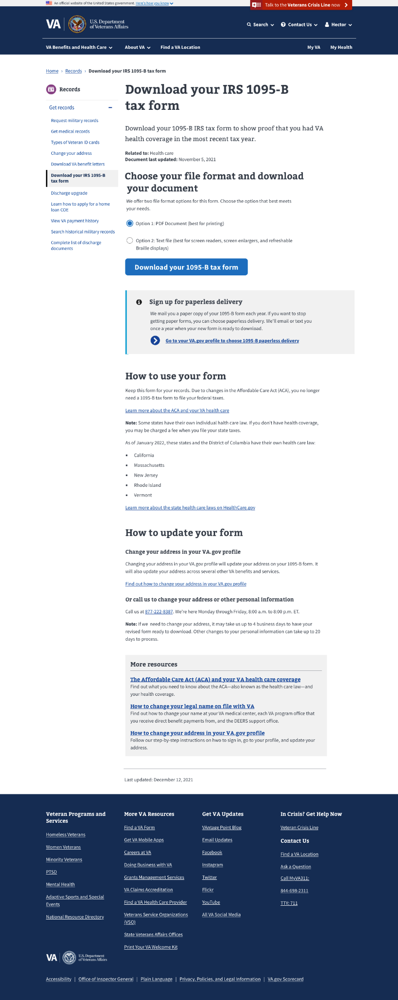 An official website of the United States government. Here's how you know
Talk to the Veterans Crisis Line now
VA
U.S. Department
of Veterans Affairs
Search
Contact Us
Hector
VA Benefits and Health Care
About VA
Find a VA Location
My VA
My Health
Home › Records › Download your IRS 1095-B tax form
Records
Get records
Request military records
Get medical records
Types of Veteran ID cards
Change your address
Download VA benefit letters
Download your IRS 1095-B
tax form
Discharge upgrade
Learn how to apply for a home
loan COE
View VA payment history
Search historical military records
Complete list of discharge
documents
Download your IRS 1095-B
tax form
Download your 1095-B IRS tax form to show proof that you had VA
health coverage in the most recent tax year.
Related to: Health care
Document last updated: November 5, 2021
Choose your file format and download
your document
We offer two file format options for this form. Choose the option that best meets
your needs.
Option 1: PDF Document (best for printing)
Option 2: Text file (best for screen readers, screen enlargers, and refreshable
Braille displays)
Download your 1095-B tax form
Sign up for paperless delivery
We mail you a paper copy of your 1095-B form each year. If you want to stop
getting paper forms, you can choose paperless delivery. We'll email or text you
once a year when your new form is ready to download.
Go to your VA.gov profile to choose 1095-B paperless delivery
How to use your form
Keep this form for your records. Due to changes in the Affordable Care Act (ACA), you no longer
need a 1095-B tax form to file your federal taxes.
Learn more about the ACA and your VA health care
Note: Some states have their own individual halth care law. If you don't have health coverage,
you may be charged a fee when you file your state taxes.
As of January 2022, these states and the District of Columbia have their own health care law:
▪ California
▪ Massachusetts
▪ New Jersey
▪ Rhode Island
▪ Vermont
Learn more about the state health care laws on HealthCare.gov
How to update your form
Change your address in your VA.gov profile
Changing your address in your VA.gov profile will update your address on your 1095-B form. It
will also update your address across several other VA benefits and services.
Find out how to change your address in your VA.gov profile
Or call us to change your address or other personal information
Call us at 877-222-8387. We're here Monday through Friday, 8:00 a.m. to 8:00 p.m. ET.
Note: If we need to change your address, it may take us up to 4 business days to have your
revised form ready to download. Other changes to your personal information can take up to 20
days to process.
More resources
The Affordable Care Act (ACA) and your VA health care coverage
Find out what you need to know about the ACA—also known as the health care law—and
your health coverage.
How to change your legal name on file with VA
Find out how to change your name at your VA medical center, each VA program office that
you receive direct benefit payments from, and the DEERS support office.
How to change your address in your VA.gov profile
Follow our step-by-step instructions on hwo to sign in, go to your profile, and update your
address.
Last updated: December 12, 2021
Veteran Programs and
Services
Homeless Veterans
Women Veterans
Minority Veterans
PTSD
Mental Health
Adaptive Sports and Special
Events
National Resource Directory
More VA Resources
Find a VA Form
Get VA Mobile Apps
Careers at VA
Doing Business with VA
Grants Management Services
VA Claims Accreditation
Find a VA Health Care Provider
Veterans Service Organizations
(VSO)
State Veterans Affairs Offices
Print Your VA Welcome Kit
Get VA Updates
VAntage Point Blog
Email Updates
Facebook
Instagram
Twitter
Flickr
YouTube
All VA Social Media
In Crisis? Get Help Now
Veteran Crisis Line
Contact Us
Find a VA Location
Ask a Question
Call MyVA311:
844-698-2311
TTY: 711
VA
U.S. Department
of Veterans Affairs
Accessibility | Office of Inspector General | Plain Language | Privacy, Policies, and Legal Information | VA.gov Scorecard